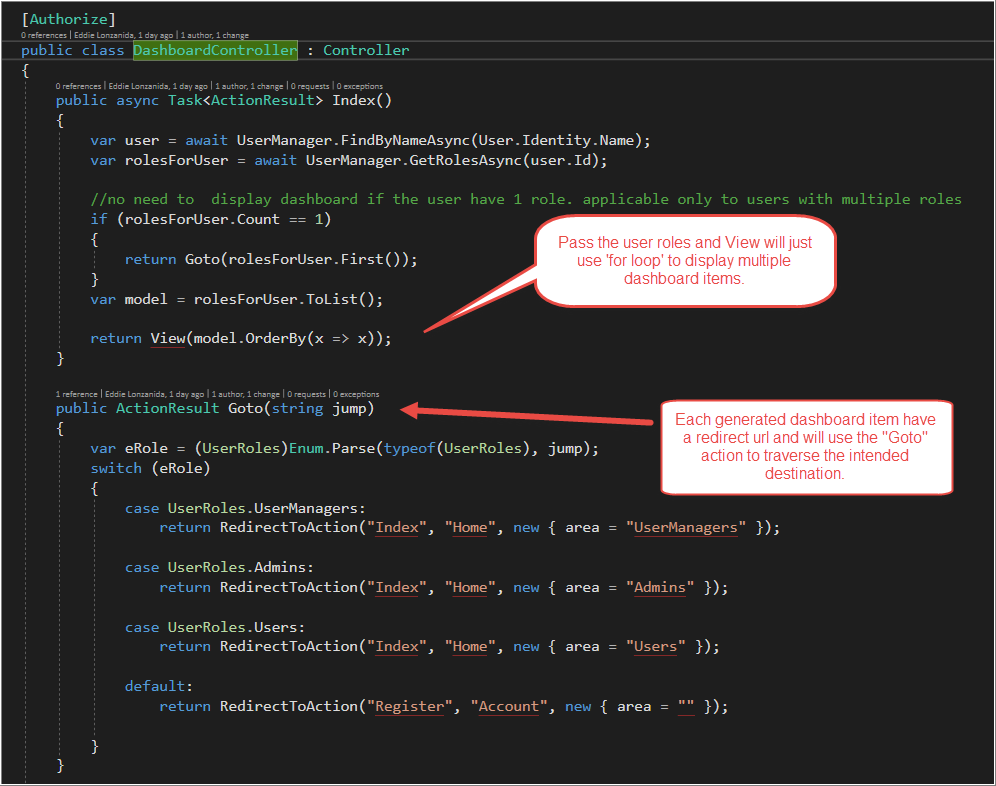 [Authorize]
0 references | Eddie Lonzanida, 1 day ago | 1 author, 1 change
public class DashboardController : Controller
{
0 references | Eddie Lonzanida, 1 day ago | 1 author, 1 change | 0 requests | 0 exceptions
public async Task<ActionResult> Index()
{
var user = await UserManager.FindByNameAsync(User.Identity.Name);
var rolesForUser = await UserManager.GetRolesAsync(user.Id);
//no need to  display dashboard if the user have 1 role. applicable only to users with multiple roles
if (rolesForUser.Count == 1)
{
return Goto(rolesForUser.First());
}
var model = rolesForUser.ToList();
return View(model.OrderBy(x => x));
}
Pass the user roles and View will just
use 'for loop' to display multiple
dashboard items.
1 reference | Eddie Lonzanida, 1 day ago | 1 author, 1 change | 0 requests | 0 exceptions
public ActionResult Goto(string jump)
{
var eRole = (UserRoles)Enum.Parse(typeof(UserRoles), jump);
switch (eRole)
{
case UserRoles.UserManagers:
return RedirectToAction("Index", "Home", new { area = "UserManagers" });
case UserRoles.Admins:
return RedirectToAction("Index", "Home", new { area = "Admins" });
case UserRoles.Users:
return RedirectToAction("Index", "Home", new { area = "Users" });
default:
return RedirectToAction("Register", "Account", new { area = "" });
}
}
Each generated dashboard item have
a redirect url and will use the "Goto"
action to traverse the intended
destination.